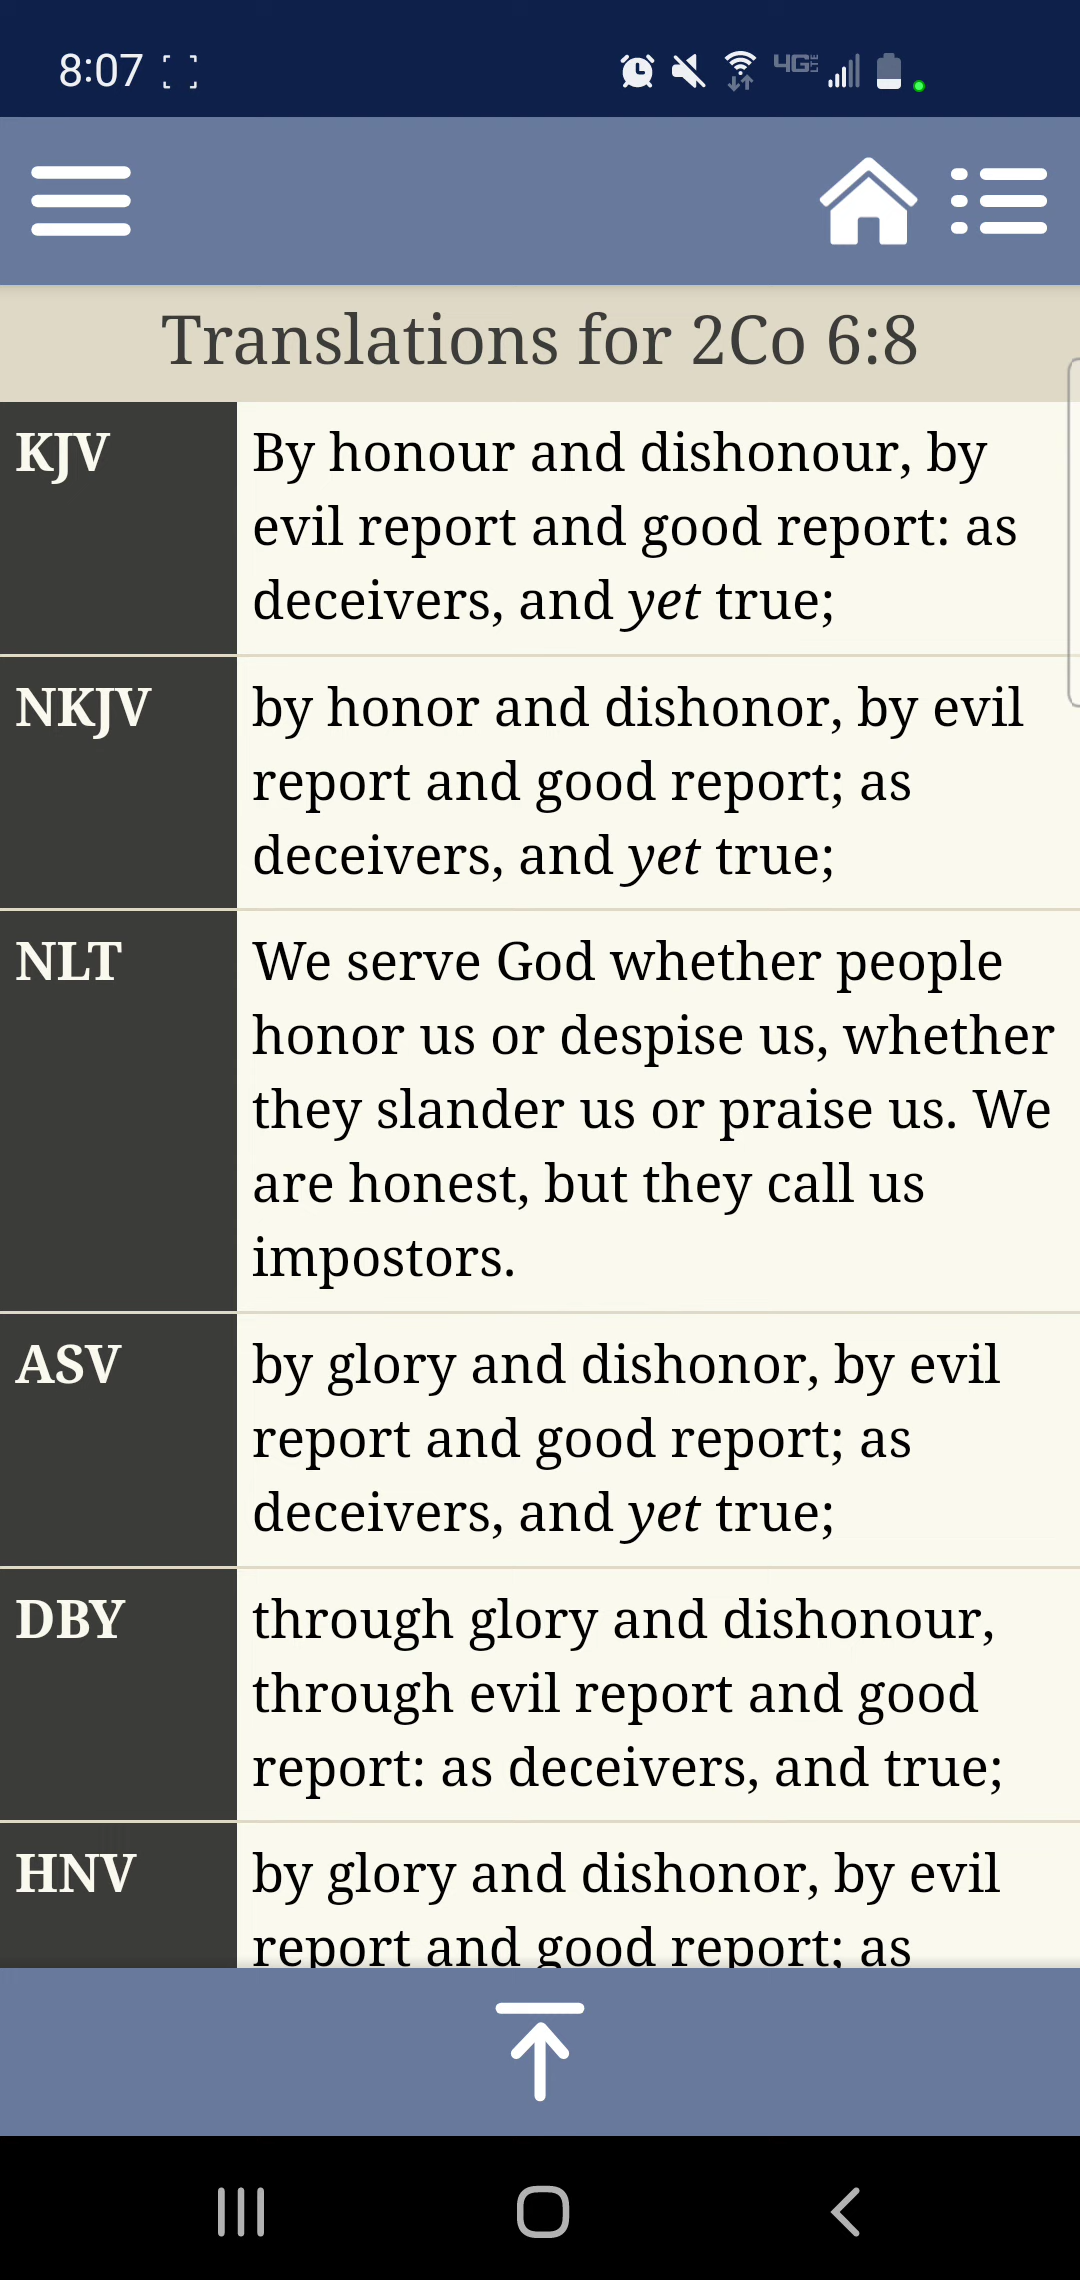 8:07
4G LTE
Translations for 2Co 6:8
KJV
By honour and dishonour, by
evil report and good report: as
deceivers, and yet true;
NKJV
by honor and dishonor, by evil
report and good report; as
deceivers, and yet true;
NLT
We serve God whether people
honor us or despise us, whether
they slander us or praise us. We
are honest, but they call us
impostors.
ASV
by glory and dishonor, by evil
report and good report; as
deceivers, and yet true;
DBY
through glory and dishonour,
through evil report and good
report: as deceivers, and true;
HNV
by glory and dishonor, by evil
report and good report; as